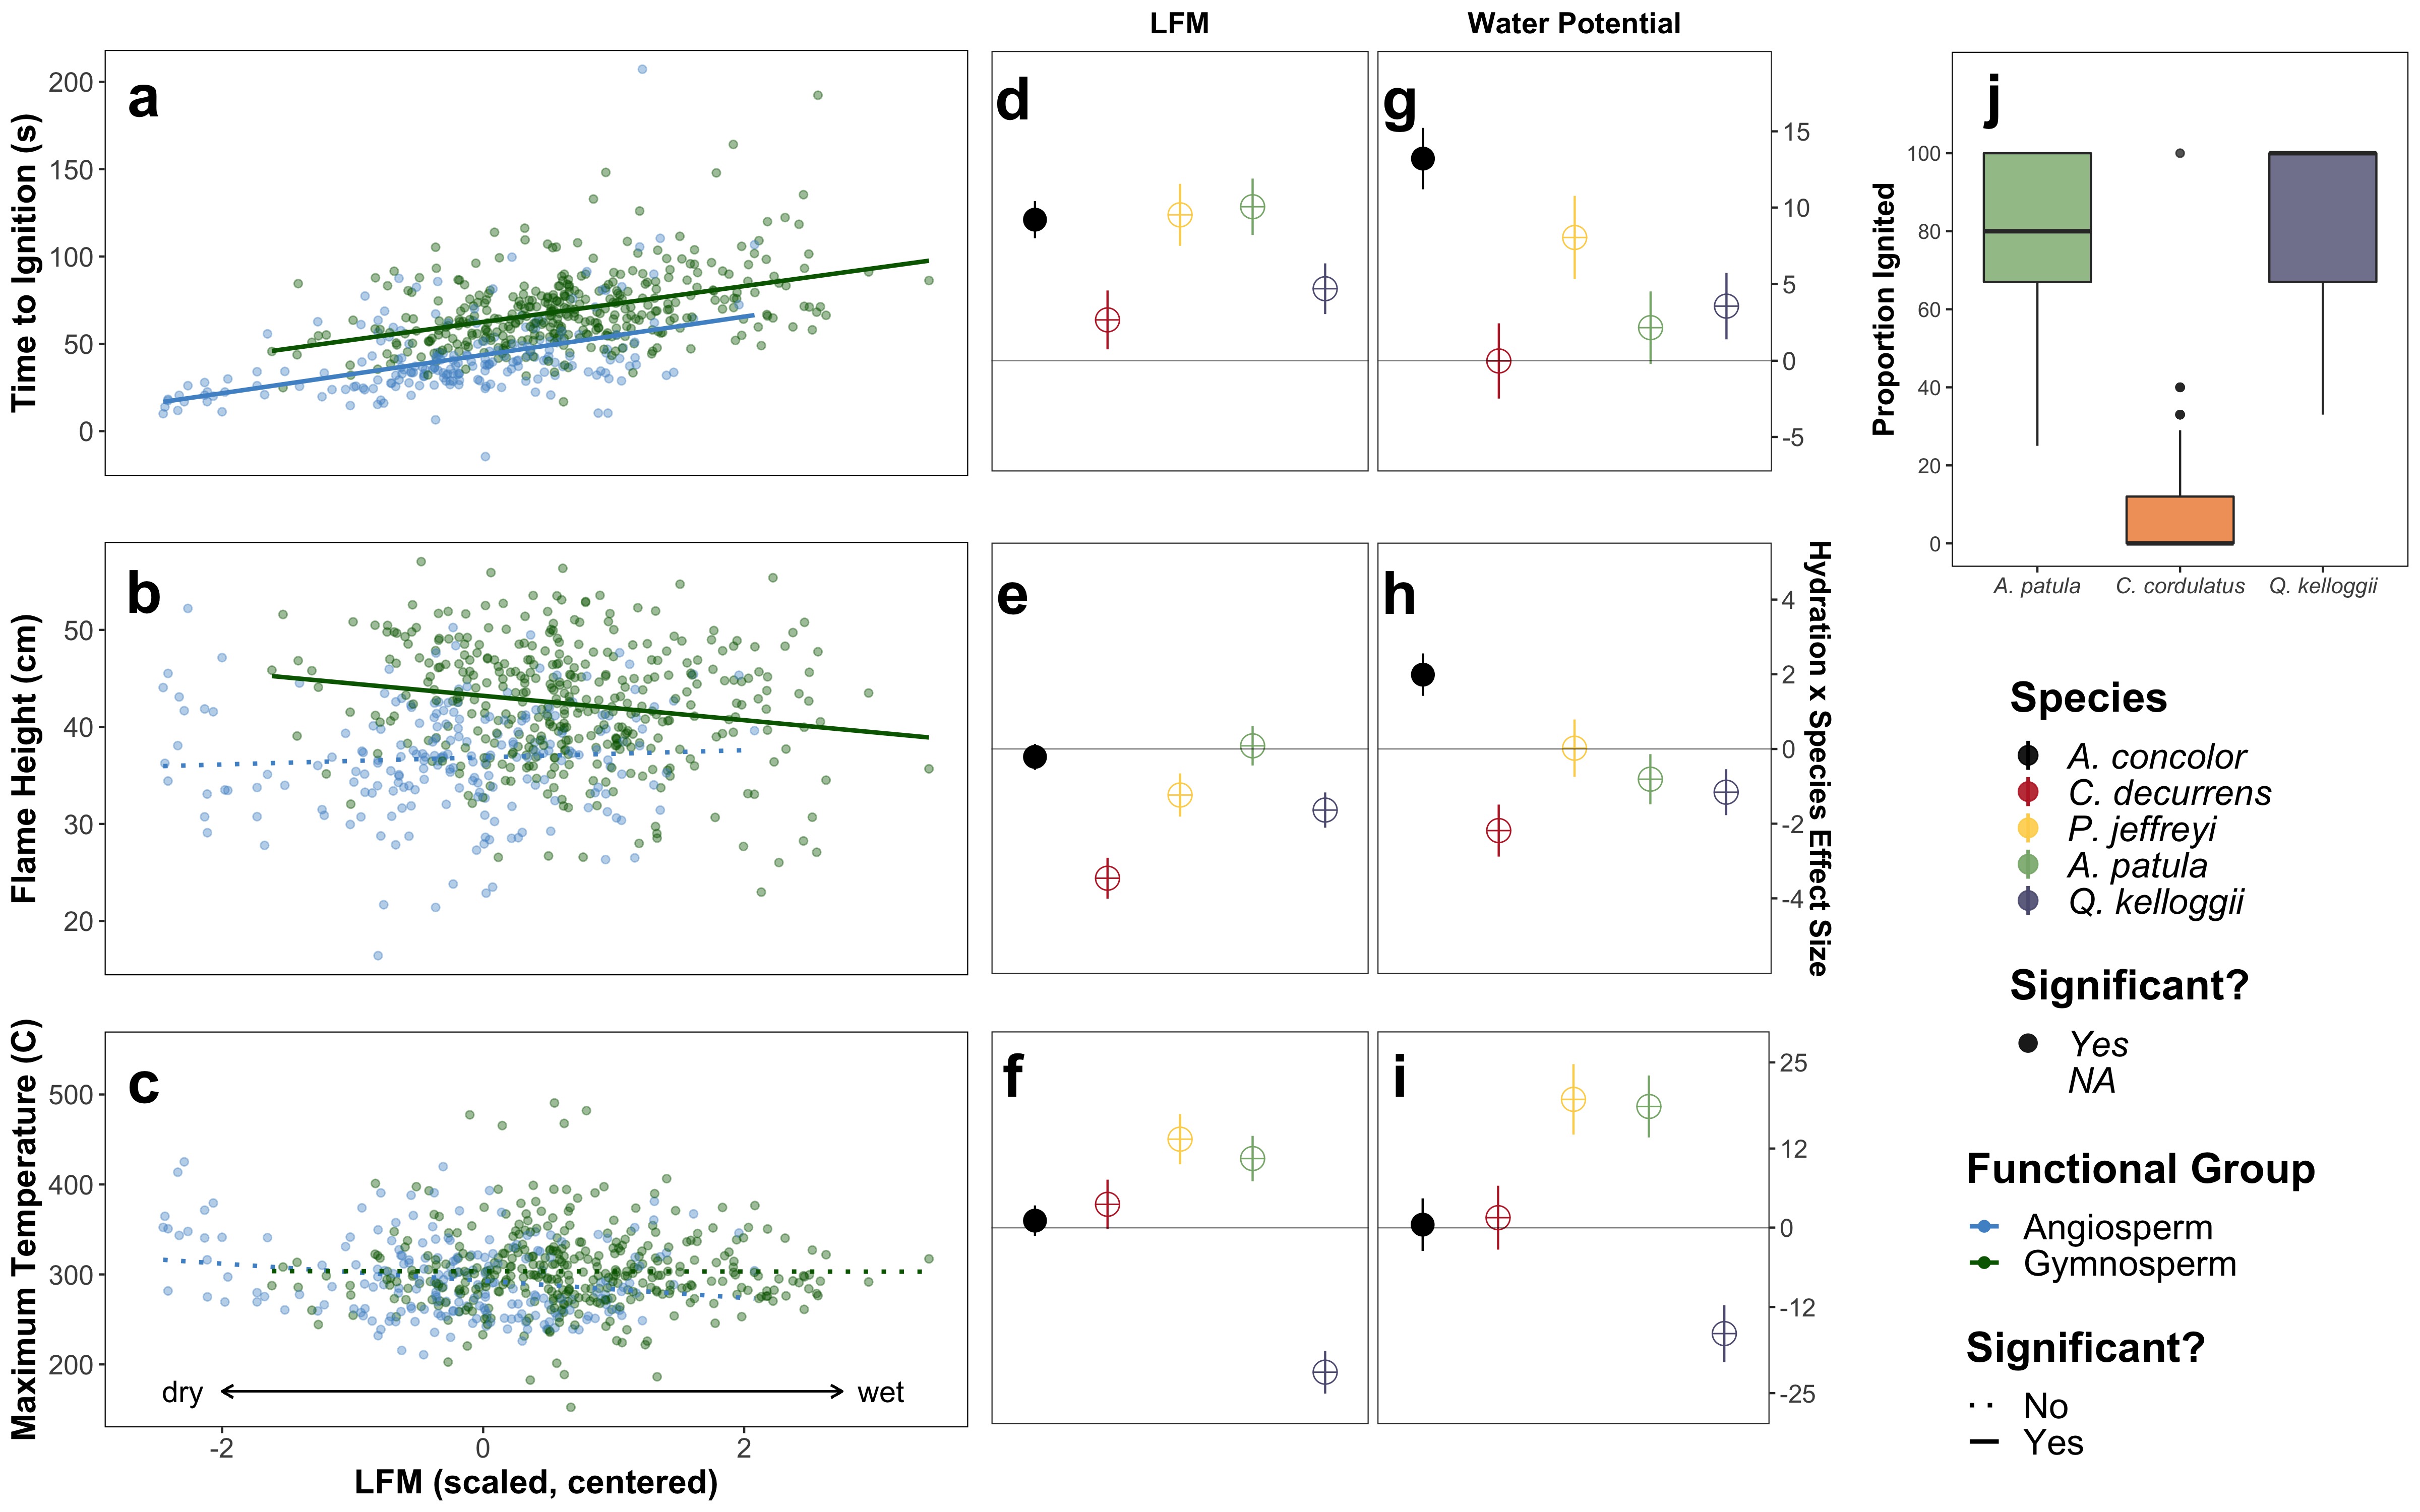 LFM
Water Potential
a
Time to Ignition (s)
200
150
100
50
0
d
g
15
10
5
0
-5
j
Proportion Ignited
100
80
60
40
20
0
A. patula
C. cordulatus
Q. kelloggii
b
Flame Height (cm)
50
40
30
20
e
h
4
2
0
-2
-4
Hydration x Species Effect Size
c
Maximum Temperature (C)
500
400
300
200
dry
wet
-2
0
2
LFM (scaled, centered)
f
i
25
12
0
-12
-25
Species
A. concolor
C. decurrens
P. jeffreyi
A. patula
Q. kelloggii
Significant?
Yes
NA
Functional Group
Angiosperm
Gymnosperm
Significant?
No
Yes